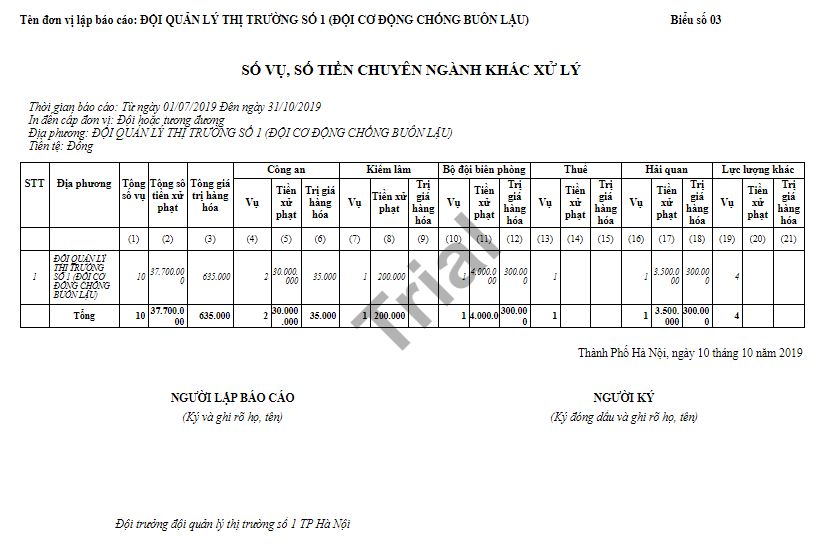 Tên đơn vị lập báo cáo: ĐỘI QUẢN LÝ THỊ TRƯỜNG SỐ 1 (ĐỘI CƠ ĐỘNG CHỐNG BUÔN LẬU) Biểu số 03
SỐ VỤ, SỐ TIỀN CHUYÊN NGÀNH KHÁC XỬ LÝ
Thời gian báo cáo: Từ ngày 01/07/2019 Đến ngày 31/10/2019
In đến cấp đơn vị: Đội hoặc tương đương
Địa phương: ĐỘI QUẢN LÝ THỊ TRƯỜNG SỐ 1 (ĐỘI CƠ ĐỘNG CHỐNG BUÔN LẬU)
Tiền tệ: Đồng
STT Địa phương Tổng số vụ Tổng số tiền xử phạt Tổng giá trị hàng hóa Công an Kiểm lâm Bộ đội biên phòng Thuế Hải quan Lực lượng khác
Vụ Tiền xử phạt Trị giá hàng hóa Vụ Tiền xử phạt Trị giá hàng hóa Vụ Tiền xử phạt Trị giá hàng hóa Vụ Tiền xử phạt Trị giá hàng hóa Vụ Tiền xử phạt Trị giá hàng hóa Vụ Tiền xử phạt Trị giá hàng hóa
(1) (2) (3) (4) (5) (6) (7) (8) (9) (10) (11) (12) (13) (14) (15) (16) (17) (18) (19) (20) (21)
1 ĐỘI QUẢN LÝ THỊ TRƯỜNG SỐ 1 (ĐỘI CƠ ĐỘNG CHỐNG BUÔN LẬU) 10 37.700.000 635.000 2 30.000.000 35.000 1 200.000 1 4.000.0 300.00 1 1 3.500.000 300.000 4
Tổng 10 37.700.000 635.000 2 30.000.000 35.000 1 200.000 1 4.000.0 300.000 1 1 3.500.000 300.000 4
Trial
Thành Phố Hà Nội, ngày 10 tháng 10 năm 2019
NGƯỜI LẬP BÁO CÁO NGƯỜI KÝ
(Ký và ghi rõ họ, tên) (Ký đóng dấu và ghi rõ họ, tên)
Đội trưởng đội quản lý thị trường số 1 TP Hà Nội